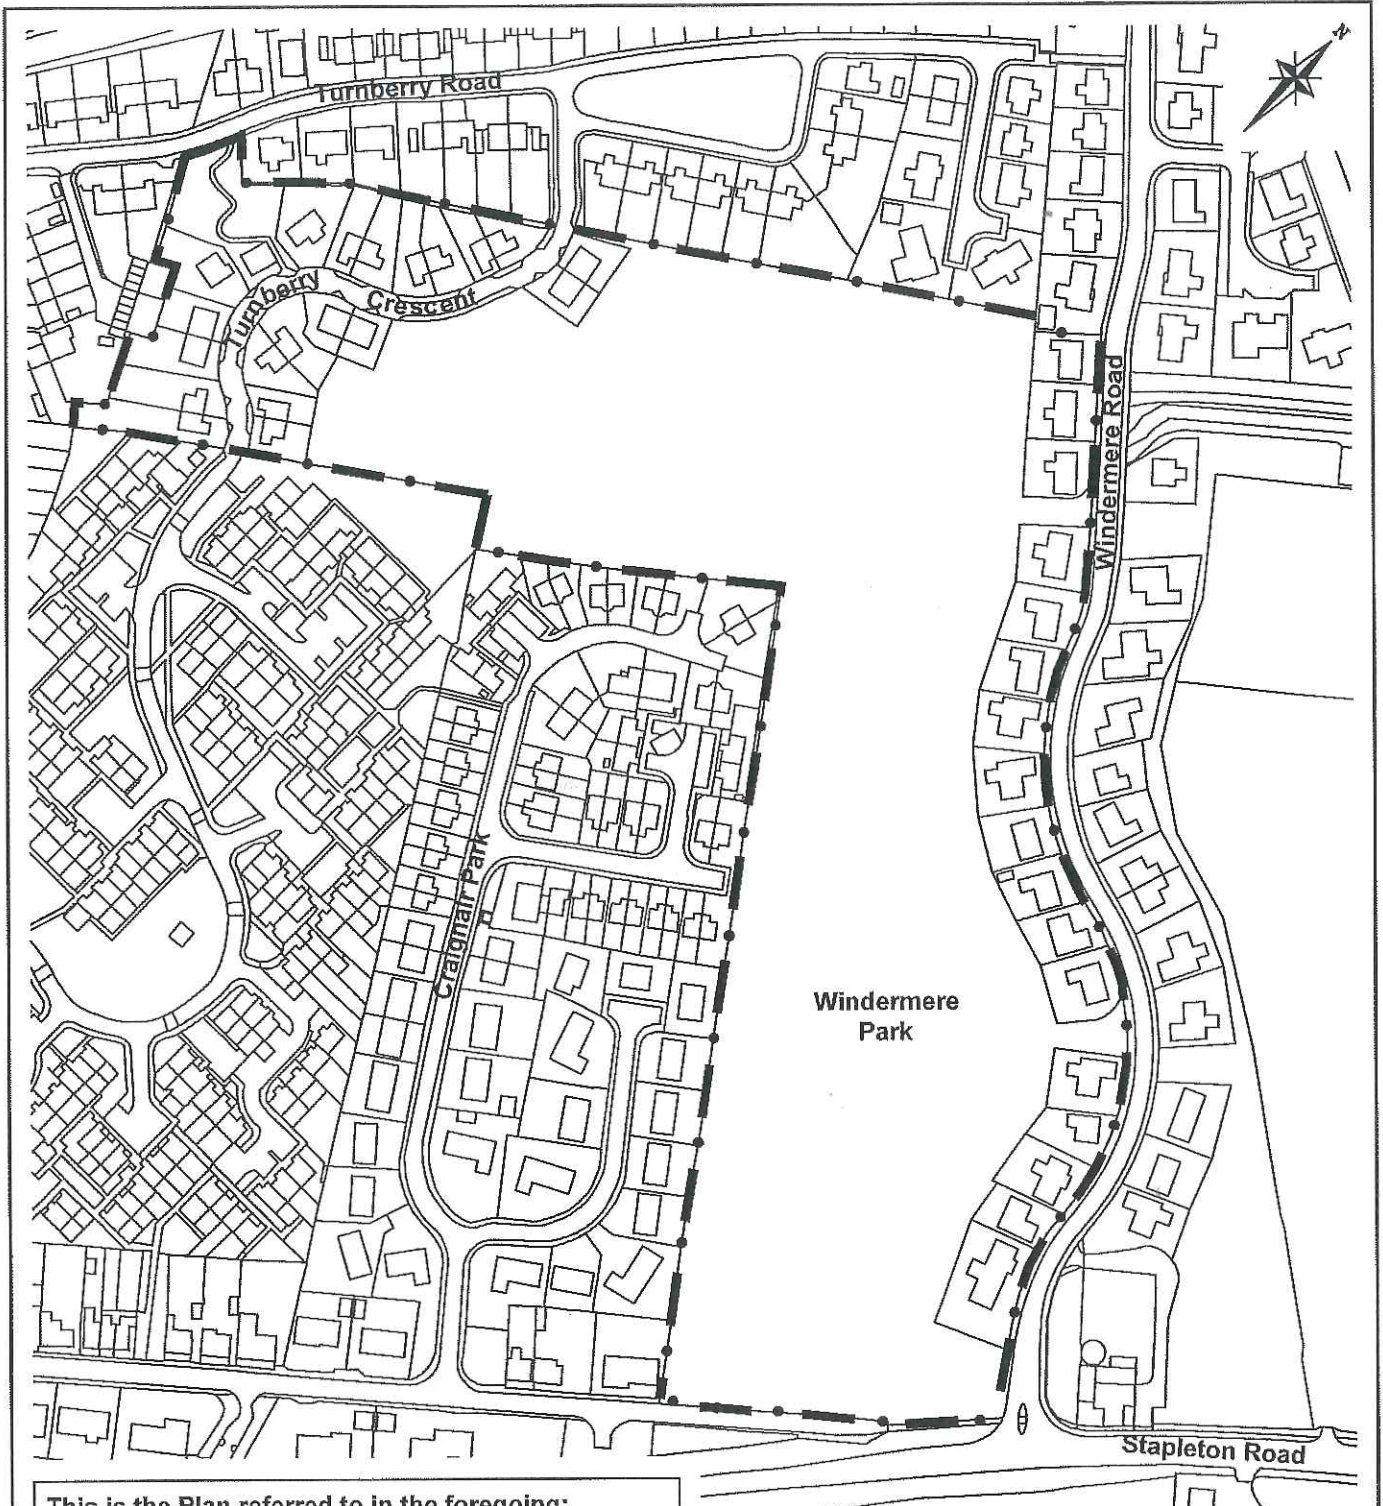 N
Turnberry Road
Turnberry Crescent
Windermere Road
Craignair Park
Windermere
Park
Stapleton Road
This is the Plan referred to in the foregoing: